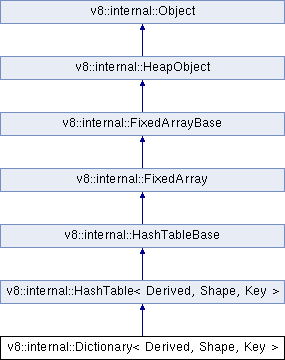 v8::internal::Object
v8::internal::HeapObject
v8::internal::FixedArrayBase
v8::internal::FixedArray
v8::internal::HashTableBase
v8::internal::HashTable< Derived, Shape, Key >
v8::internal::Dictionary< Derived, Shape, Key >